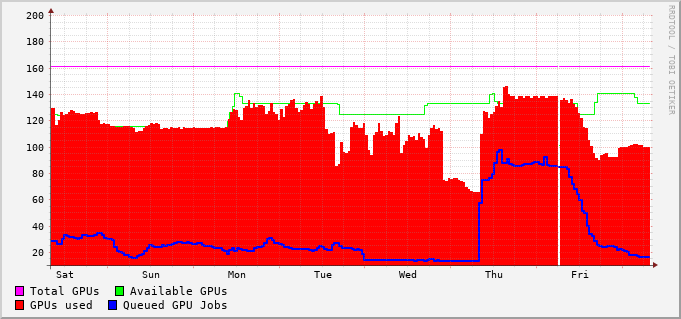 200
180
160
140
120
100
80
60
40
20
Sat Sun Mon Tue Wed Thu Fri
Total GPUs Available GPUs
GPUs used Queued GPU Jobs
RRDTOOL / TOBI OETIKER